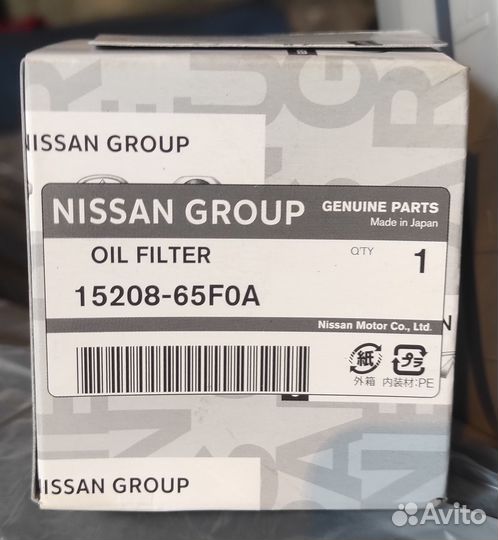 NISSAN GROUP
NISSAN GROUP
GENUINE PARTS
Made in Japan
OIL FILTER
Q'TY 1
15208-65F0A
Nissan Motor Co., Ltd.
紙 プラ
外箱 内装材:PE
ISSAN GROUP
Avito